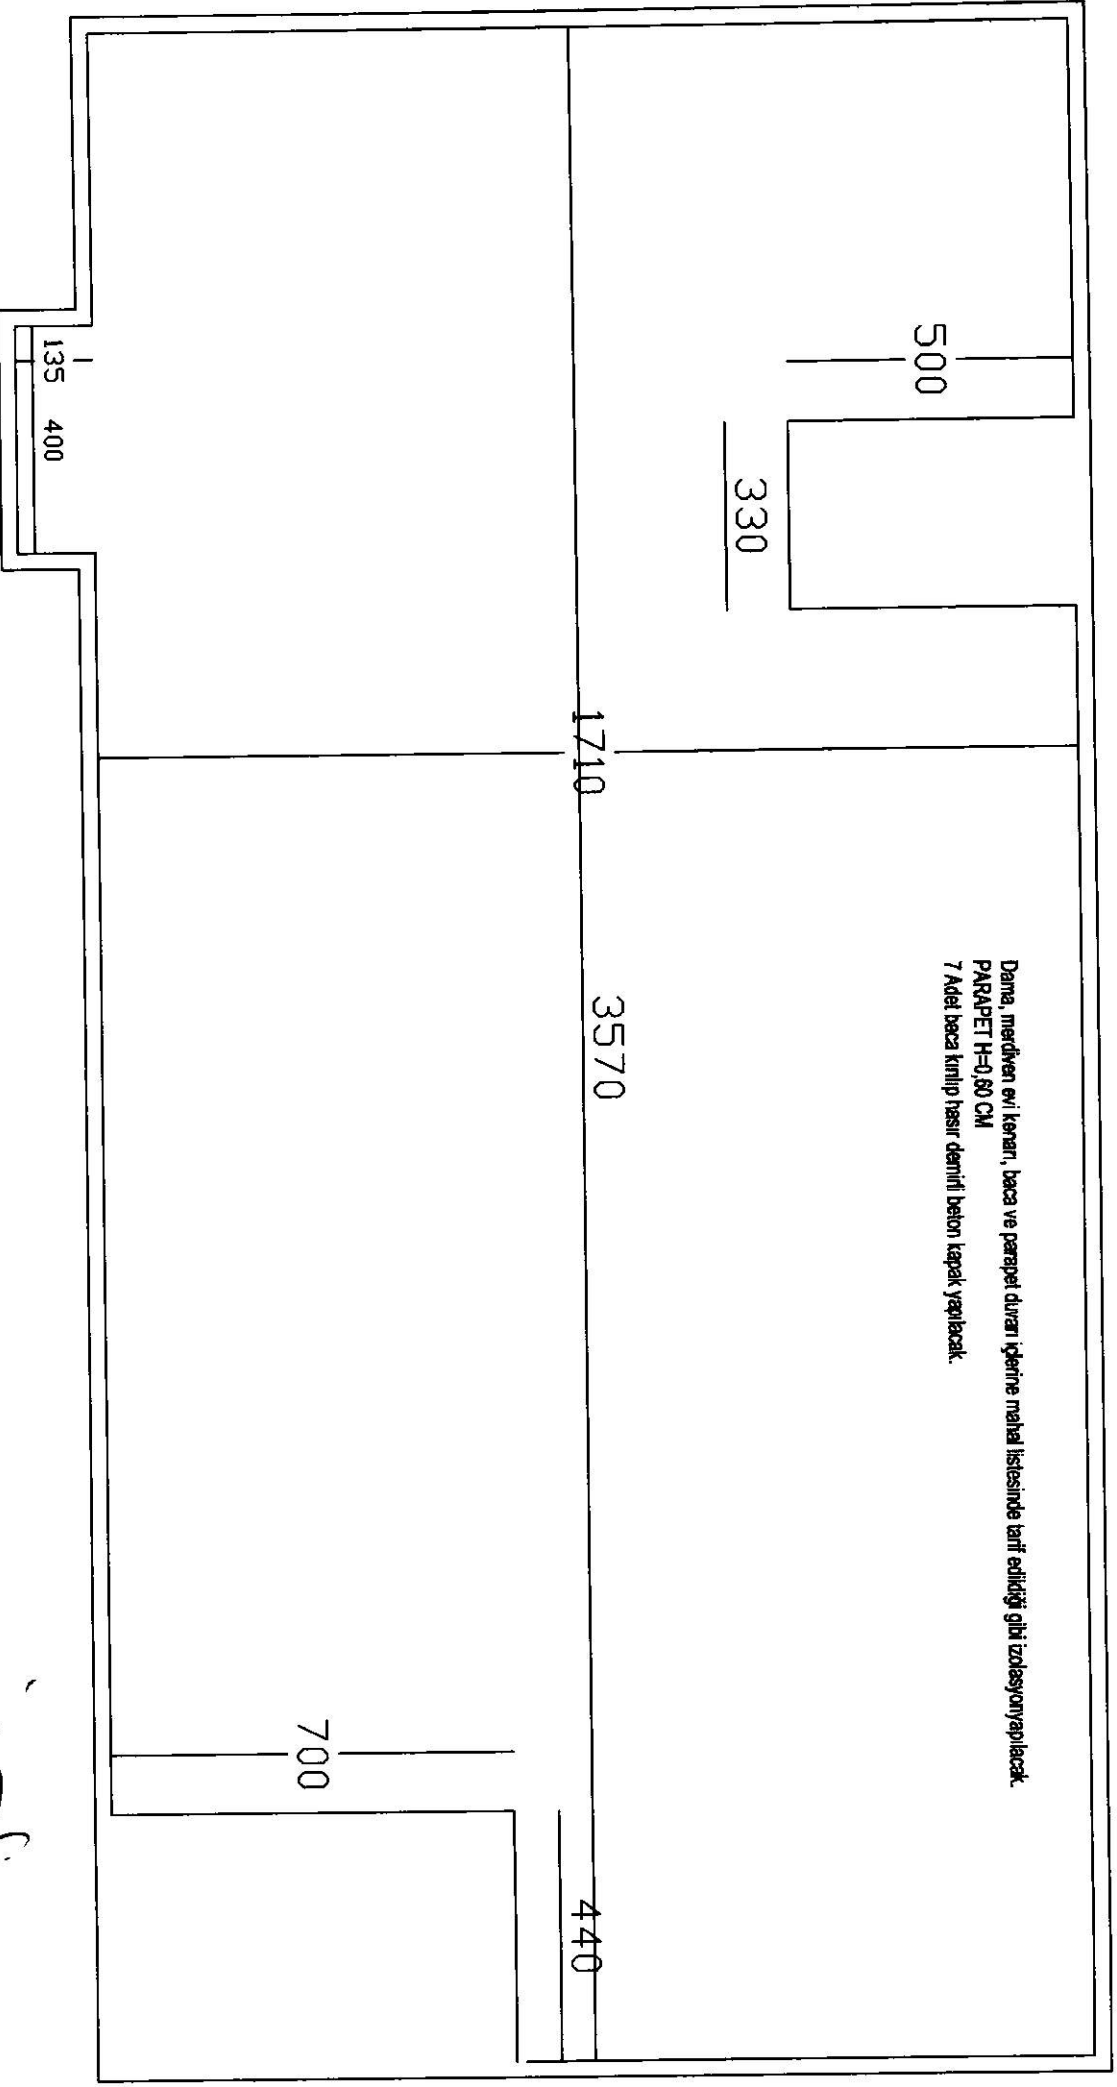 Dama, merdiven evi kenarı, baca ve parapet duvarı içlerine mahal listesinde tarif edildiği gibi izolasyonyapılacak.
PARAPET H=0,60 CM
7 Adet baca kırılıp hasır demirli beton kapak yapılacak.
500
330
1710
3570
440
700
135
400